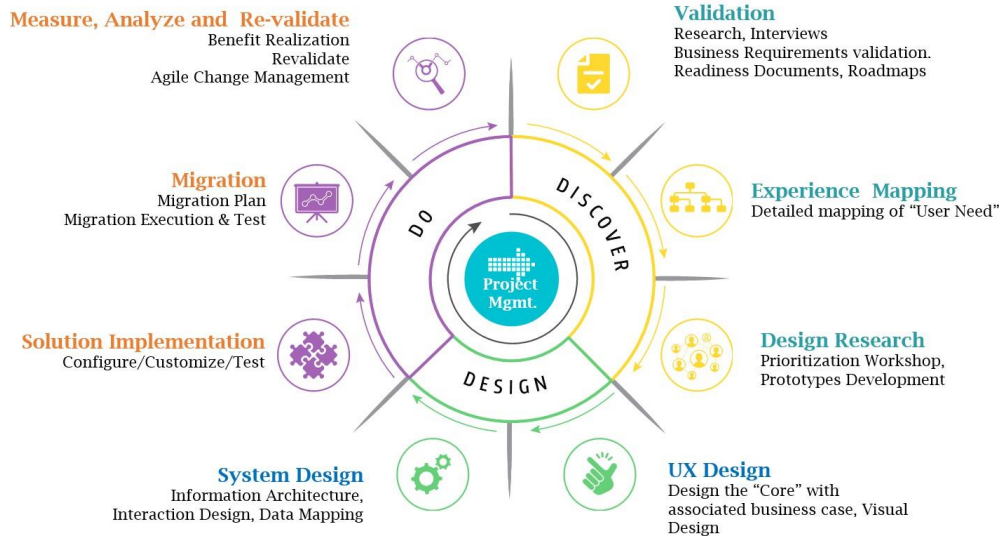 Measure, Analyze and Re-validate
Benefit Realization
Revalidate
Agile Change Management
Validation
Research, Interviews
Business Requirements validation.
Readiness Documents, Roadmaps
Migration
Migration Plan
Migration Execution & Test
Experience Mapping
Detailed mapping of “User Need”
DO
DISCOVER
Project
Mgmt.
DESIGN
Solution Implementation
Configure/Customize/Test
Design Research
Prioritization Workshop,
Prototypes Development
System Design
Information Architecture,
Interaction Design, Data Mapping
UX Design
Design the “Core” with
associated business case, Visual
Design